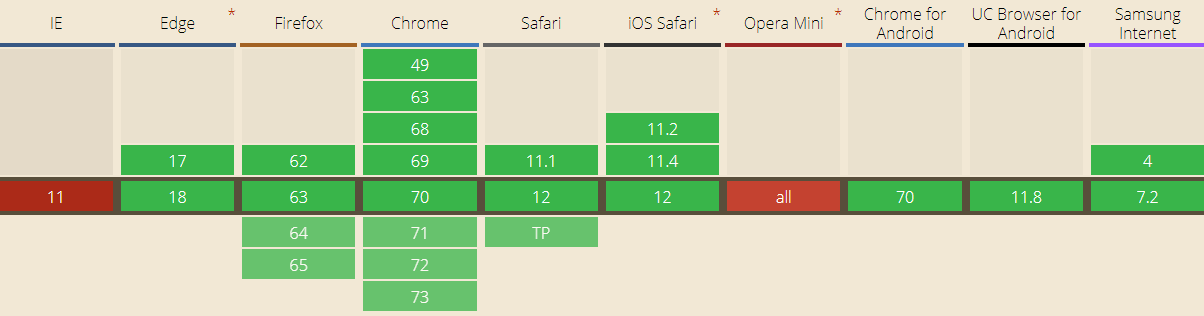 IE Edge * Firefox Chrome Safari iOS Safari * Opera Mini * Chrome for Android UC Browser for Android Samsung Internet
49
63
68 11.2
17 62 69 11.1 11.4 4
11 18 63 70 12 12 all 70 11.8 7.2
64 71 TP
65 72
73